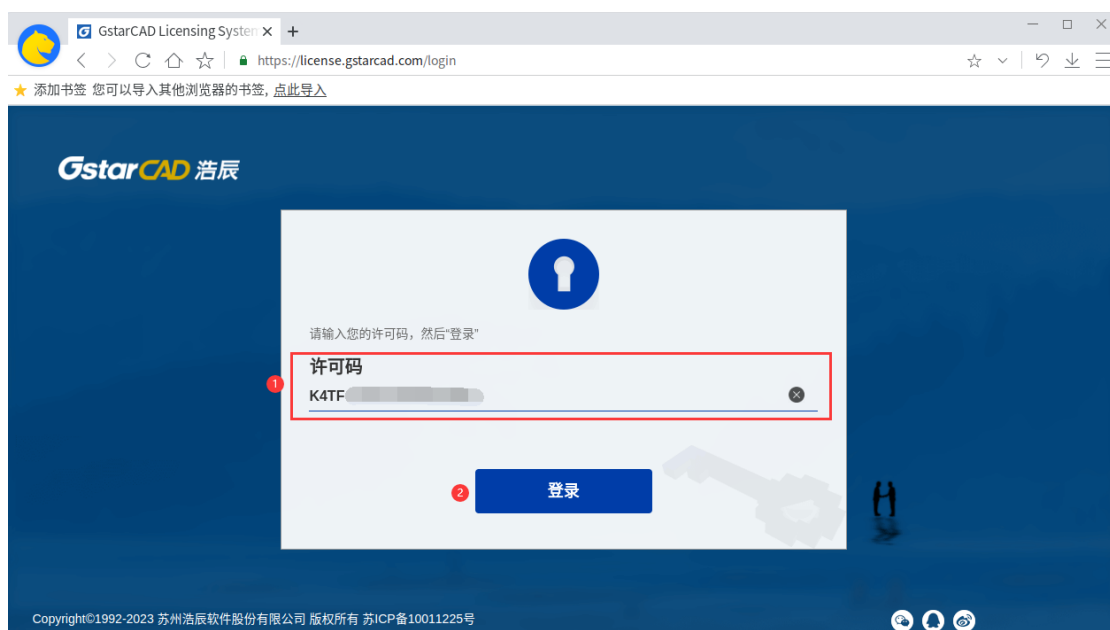 GstarCAD Licensing System
https://license.gstarcad.com/login
添加书签 您可以导入其他浏览器的书签, 点此导入
GstarCAD 浩辰
请输入您的许可码，然后“登录”
许可码
1
K4TF
2
登录
Copyright©1992-2023 苏州浩辰软件股份有限公司 版权所有 苏ICP备10011225号